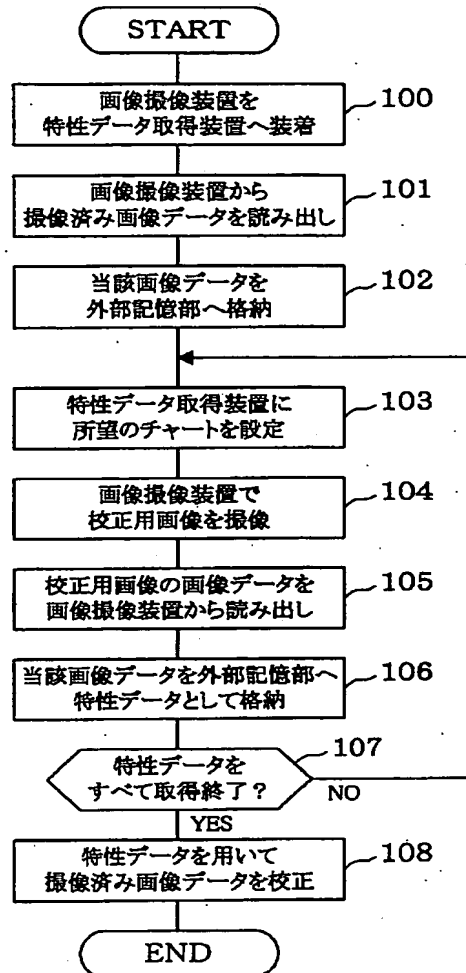 START
画像撮像装置を
特性データ取得装置へ装着
100
画像撮像装置から
撮像済み画像データを読み出し
101
当該画像データを
外部記憶部へ格納
102
特性データ取得装置に
所望のチャートを設定
103
画像撮像装置で
校正用画像を撮像
104
校正用画像の画像データを
画像撮像装置から読み出し
105
当該画像データを外部記憶部へ
特性データとして格納
106
特性データを
すべて取得終了？
107
NO
YES
特性データを用いて
撮像済み画像データを校正
108
END